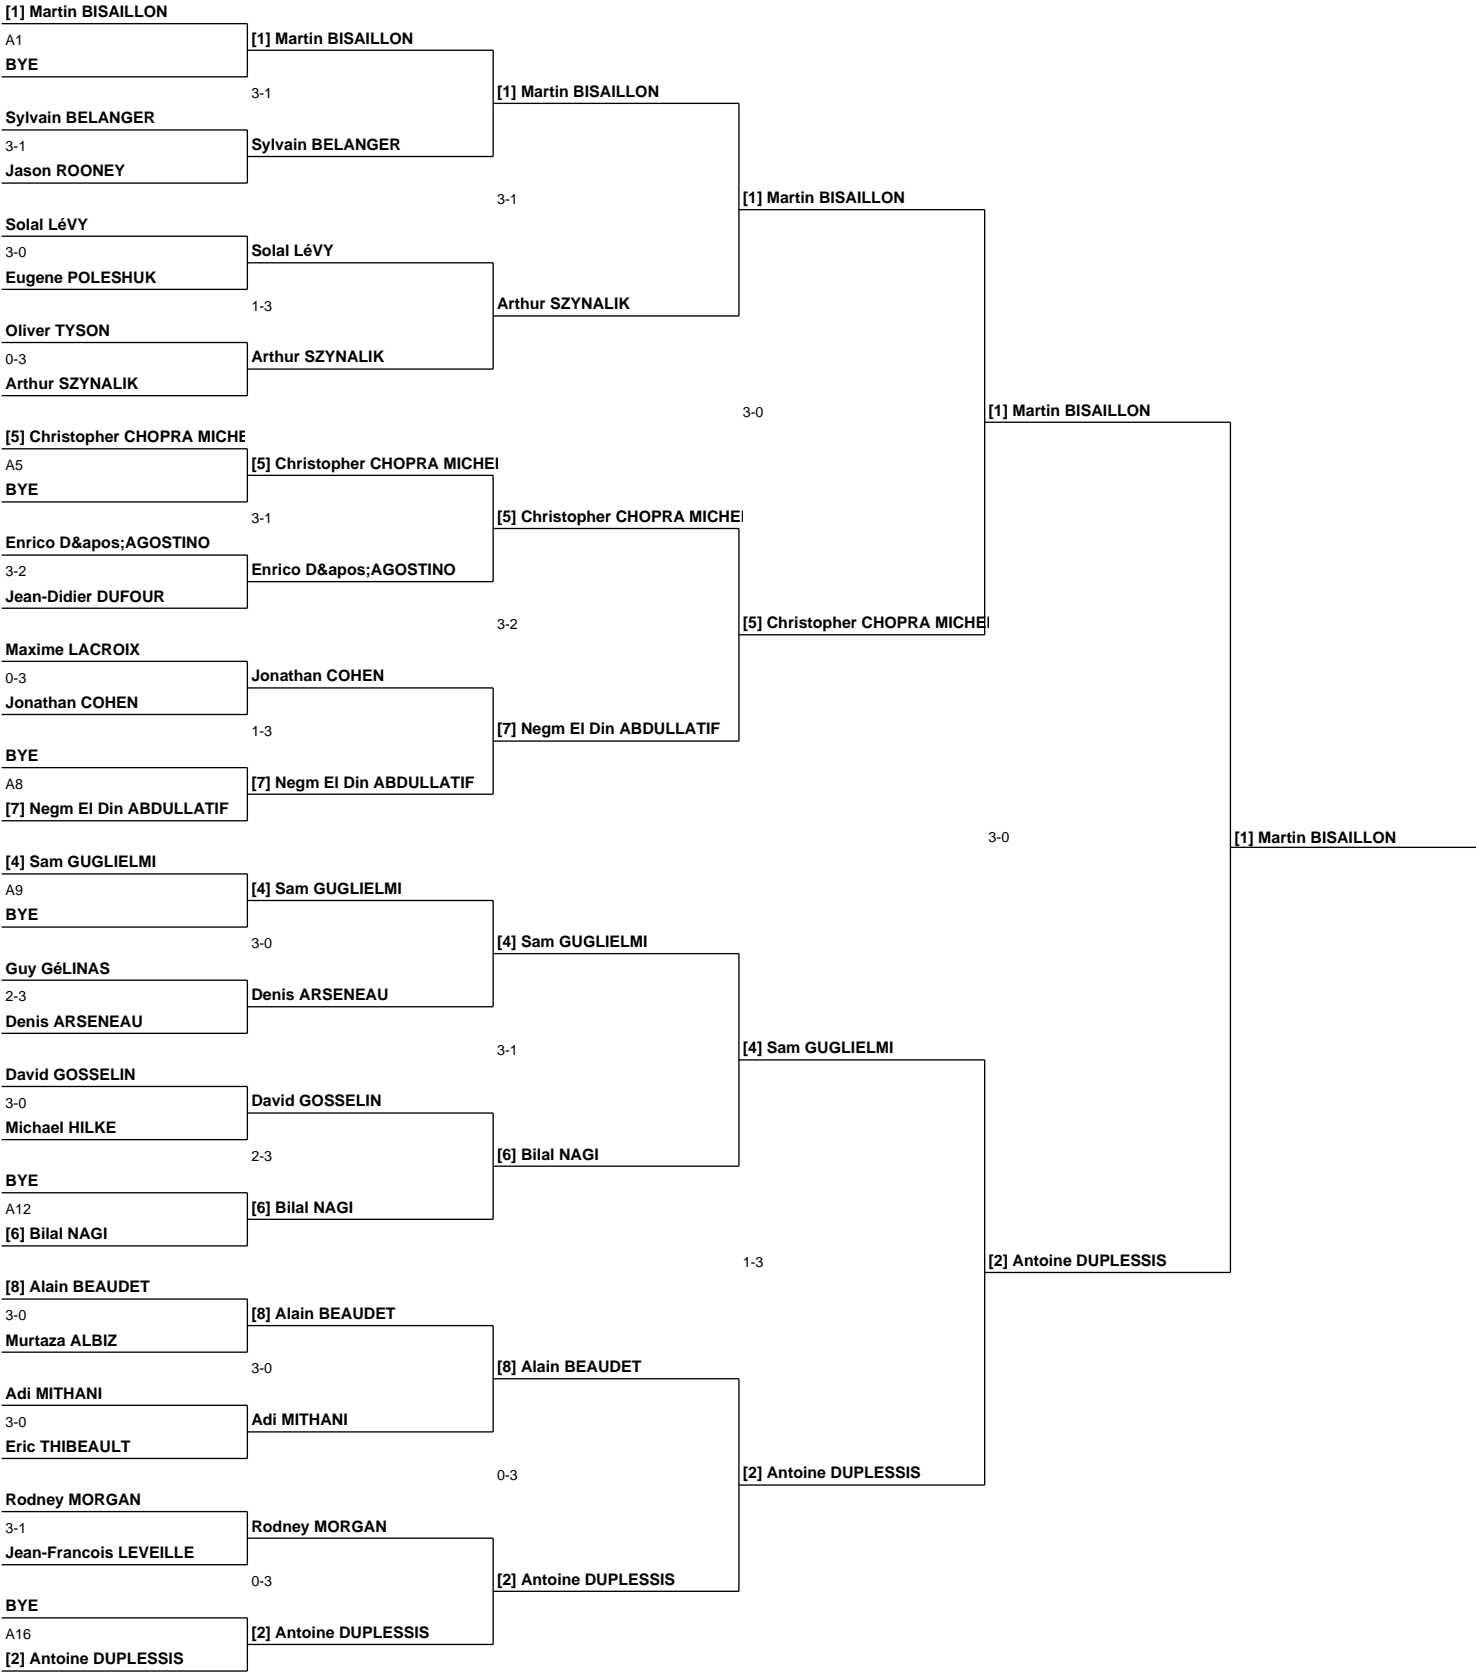 [1] Martin BISAILLON
A1
[1] Martin BISAILLON
BYE
3-1
[1] Martin BISAILLON
Sylvain BELANGER
3-1
Sylvain BELANGER
Jason ROONEY
3-1
[1] Martin BISAILLON
Solal LéVY
3-0
Solal LéVY
Eugene POLESHUK
1-3
Arthur SZYNALIK
Oliver TYSON
0-3
Arthur SZYNALIK
Arthur SZYNALIK
3-0
[1] Martin BISAILLON
[5] Christopher CHOPRA MICHE
A5
[5] Christopher CHOPRA MICHEI
BYE
3-1
[5] Christopher CHOPRA MICHEI
Enrico D&apos;AGOSTINO
3-2
Enrico D&apos;AGOSTINO
Jean-Didier DUFOUR
3-2
[5] Christopher CHOPRA MICHEI
Maxime LACROIX
0-3
Jonathan COHEN
Jonathan COHEN
1-3
[7] Negm El Din ABDULLATIF
BYE
A8
[7] Negm El Din ABDULLATIF
[7] Negm El Din ABDULLATIF
3-0
[1] Martin BISAILLON
[4] Sam GUGLIELMI
A9
[4] Sam GUGLIELMI
BYE
3-0
[4] Sam GUGLIELMI
Guy GéLINAS
2-3
Denis ARSENEAU
Denis ARSENEAU
3-1
[4] Sam GUGLIELMI
David GOSSELIN
3-0
David GOSSELIN
Michael HILKE
2-3
[6] Bilal NAGI
BYE
A12
[6] Bilal NAGI
[6] Bilal NAGI
1-3
[2] Antoine DUPLESSIS
[8] Alain BEAUDET
3-0
[8] Alain BEAUDET
Murtaza ALBIZ
3-0
[8] Alain BEAUDET
Adi MITHANI
3-0
Adi MITHANI
Eric THIBEAULT
0-3
[2] Antoine DUPLESSIS
Rodney MORGAN
3-1
Rodney MORGAN
Jean-Francois LEVEILLE
0-3
[2] Antoine DUPLESSIS
BYE
A16
[2] Antoine DUPLESSIS
[2] Antoine DUPLESSIS